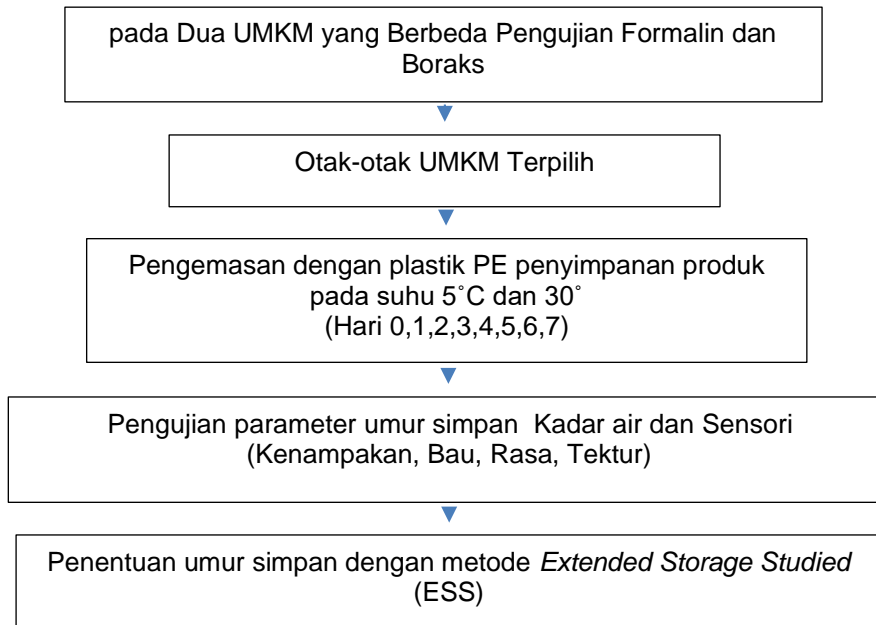 pada Dua UMKM yang Berbeda Pengujian Formalin dan
Boraks
Otak-otak UMKM Terpilih
Pengemasan dengan plastik PE penyimpanan produk
pada suhu 5˚C dan 30˚
(Hari 0,1,2,3,4,5,6,7)
Pengujian parameter umur simpan Kadar air dan Sensori
(Kenampakan, Bau, Rasa, Tektur)
Penentuan umur simpan dengan metode Extended Storage Studied
(ESS)